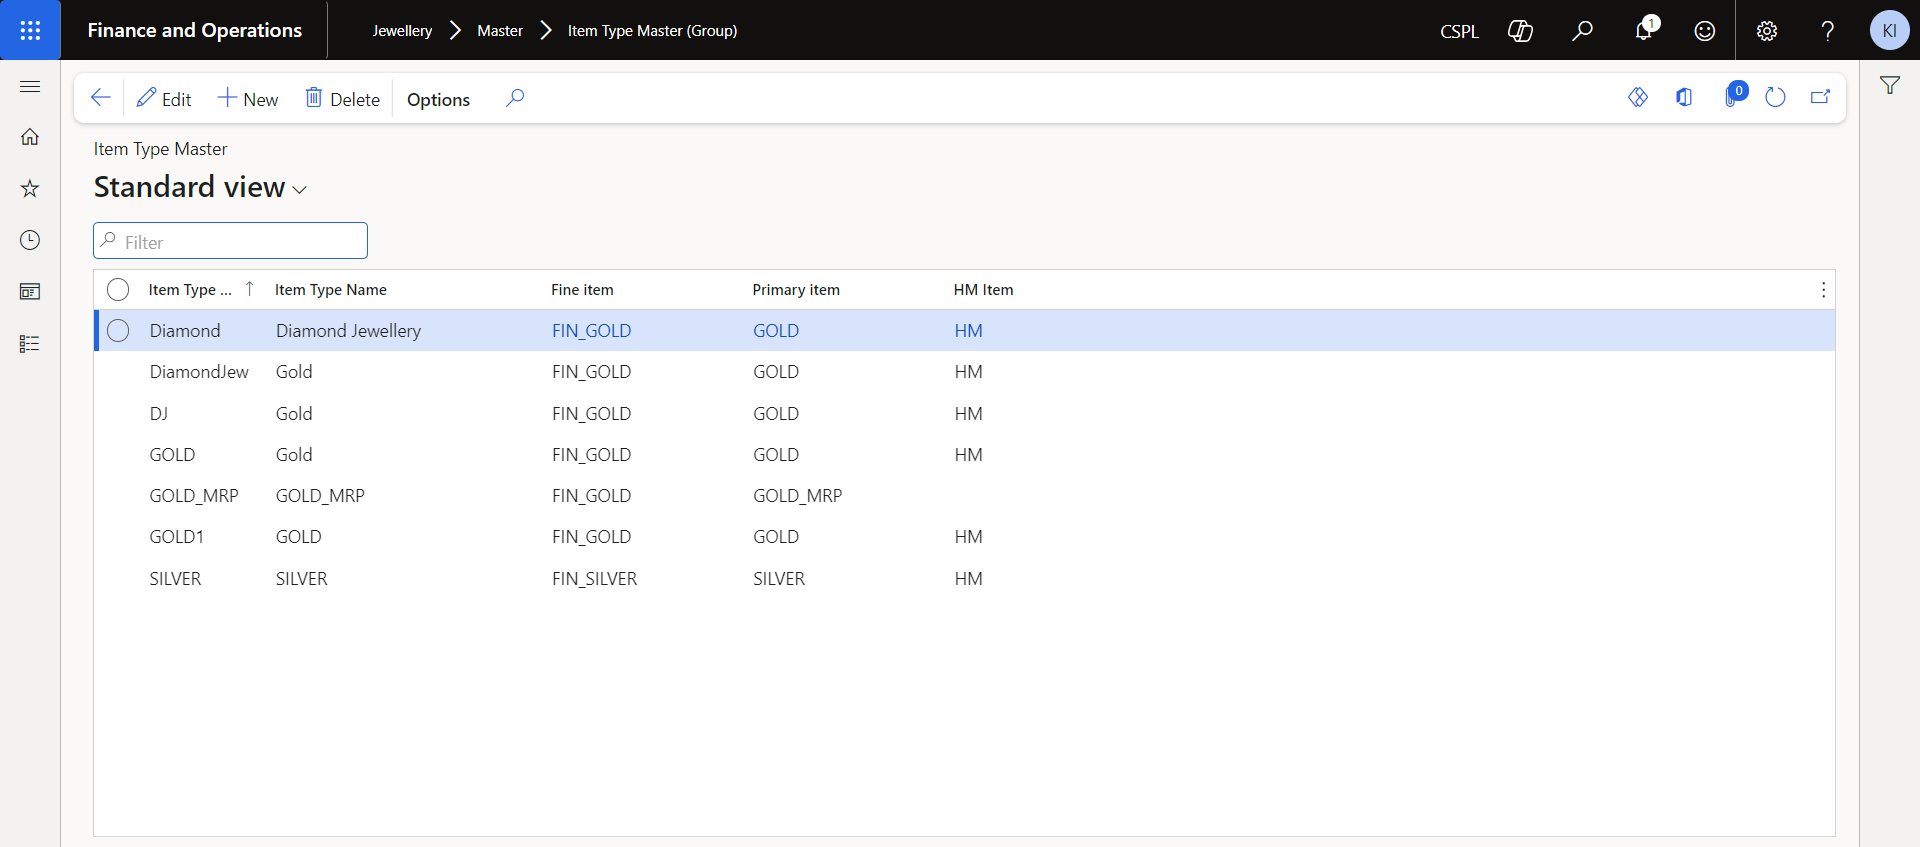 Finance and Operations
Jewellery Master Item Type Master (Group)
CSPL
1
KI
Edit New Delete Options
0
Item Type Master
Standard view
Filter
Item Type ... Item Type Name Fine item Primary item HM Item
Diamond Diamond Jewellery FIN_GOLD GOLD HM
DiamondJew Gold FIN_GOLD GOLD HM
DJ Gold FIN_GOLD GOLD HM
GOLD Gold FIN_GOLD GOLD HM
GOLD_MRP GOLD_MRP FIN_GOLD GOLD_MRP
GOLD1 GOLD FIN_GOLD GOLD HM
SILVER SILVER FIN_SILVER SILVER HM